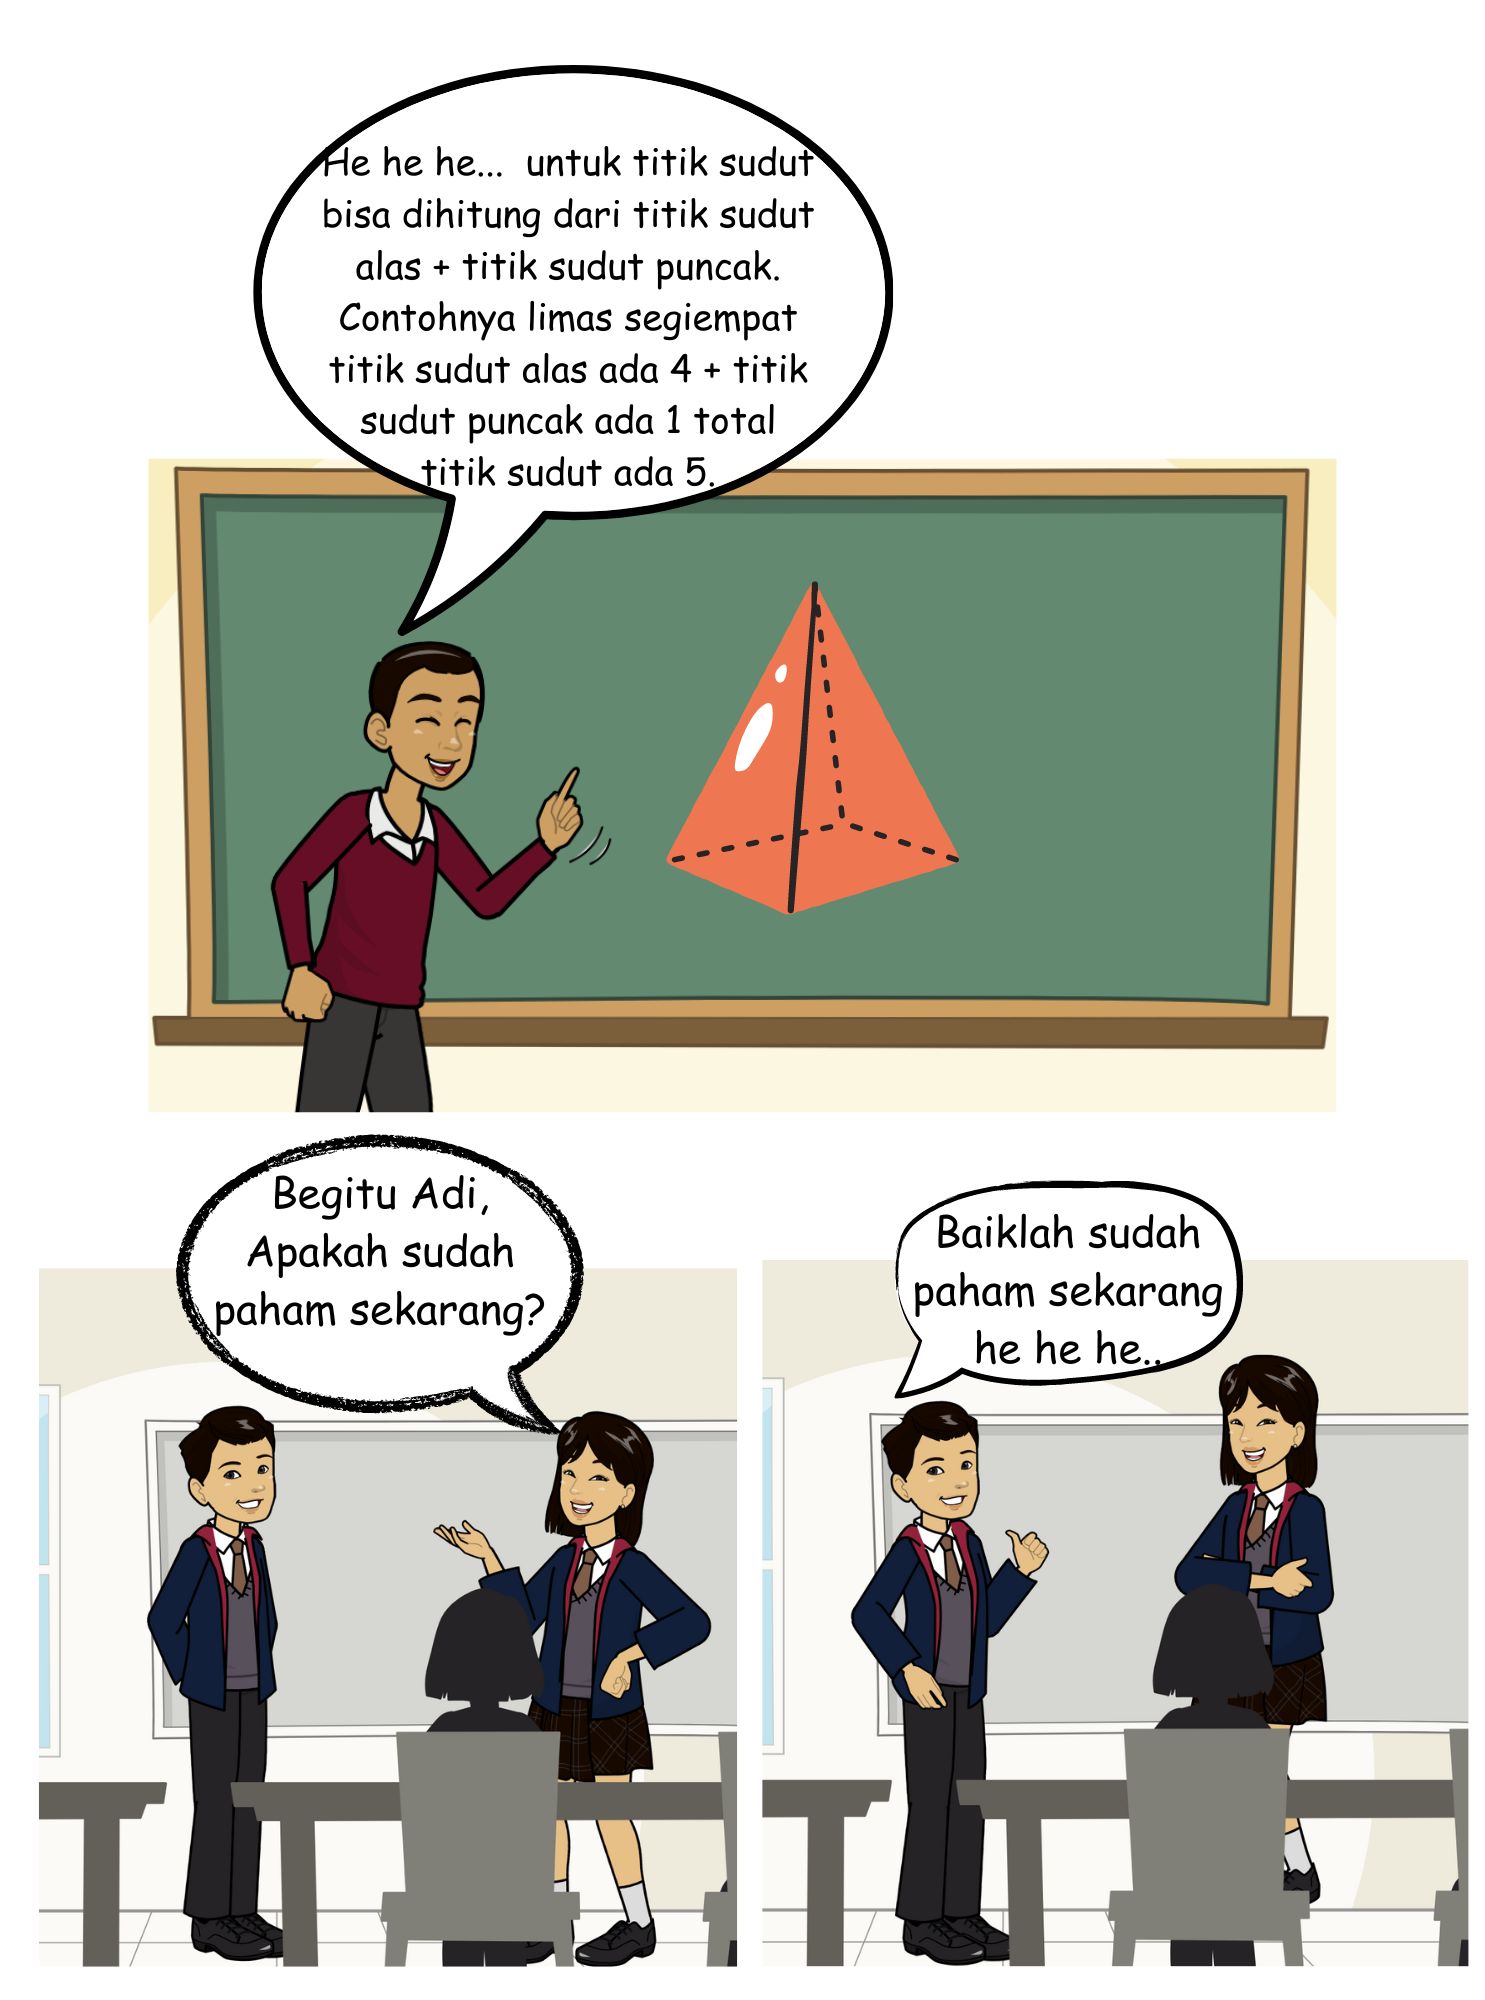 He he he... untuk titik sudut
bisa dihitung dari titik sudut
alas + titik sudut puncak.
Contohnya limas segiempat
titik sudut alas ada 4 + titik
sudut puncak ada 1 total
titik sudut ada 5.
Begitu Adi,
Apakah sudah
paham sekarang?
Baiklah sudah
paham sekarang
he he he..